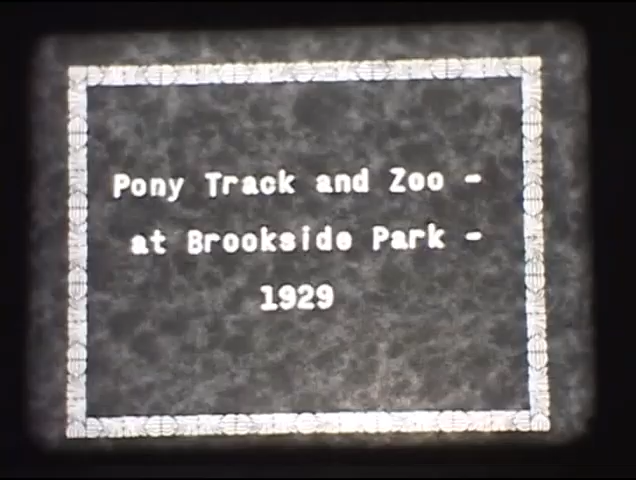 Pony Track and Zoo -
at Brookside Park -
1929